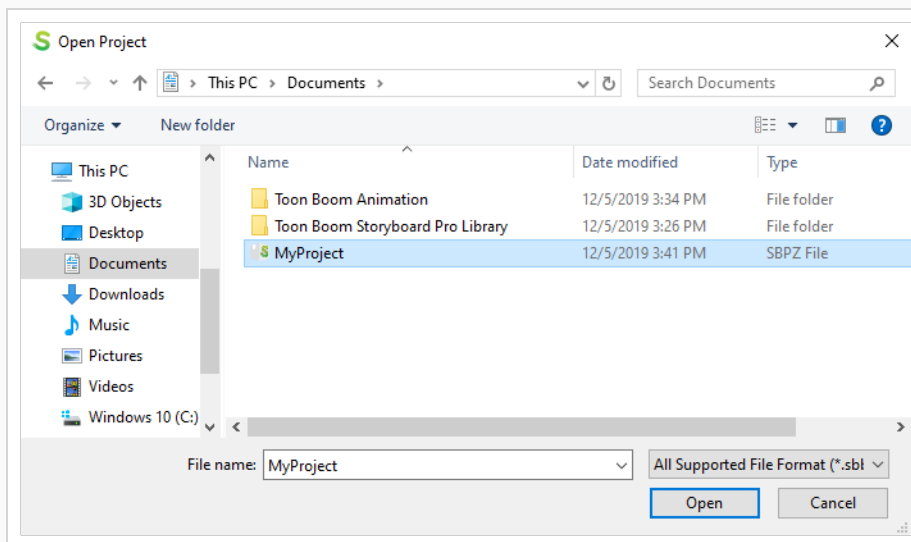 Open Project
This PC > Documents >
Search Documents
Organize New folder
Name Date modified Type
This PC
3D Objects
Desktop
Documents
Downloads
Music
Pictures
Videos
Windows 10 (C:)
Toon Boom Animation 12/5/2019 3:34 PM File folder
Toon Boom Storyboard Pro Library 12/5/2019 3:26 PM File folder
MyProject 12/5/2019 3:41 PM SBPZ File
File name: MyProject All Supported File Format (*.sbl
Open Cancel